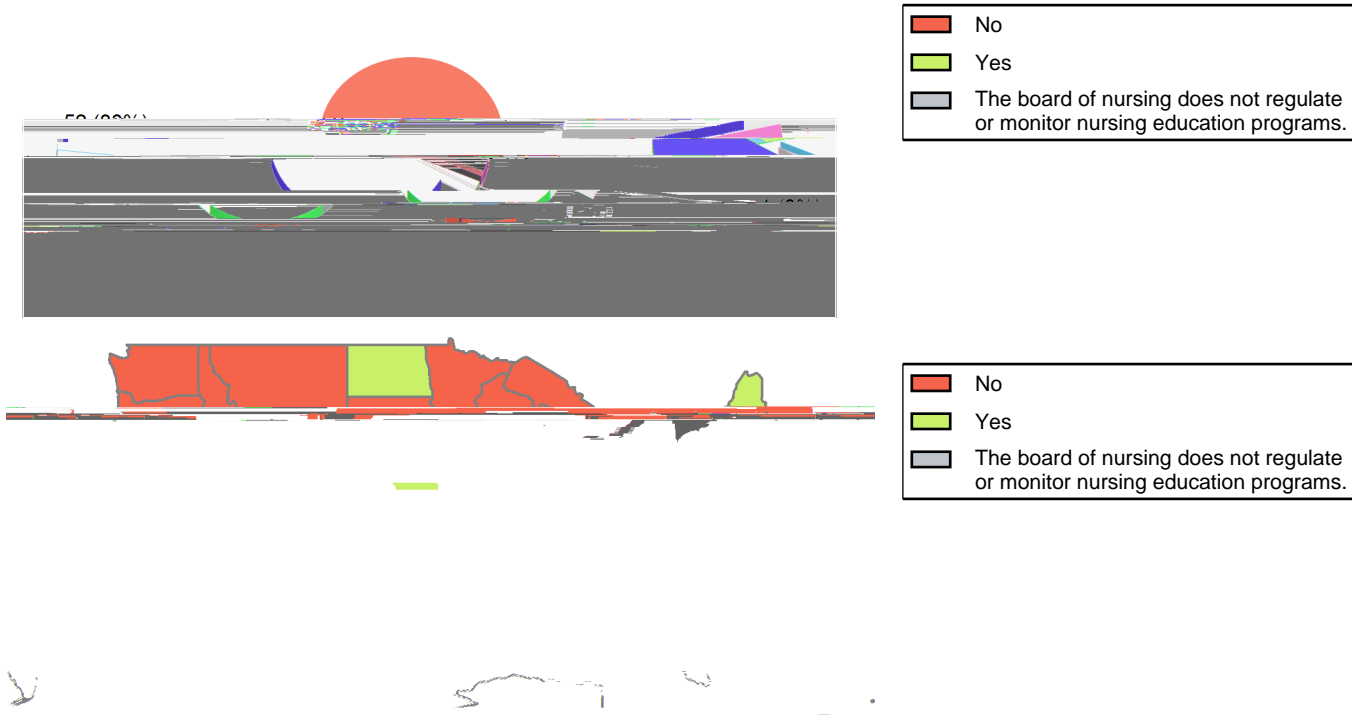 No
Yes
The board of nursing does not regulate
or monitor nursing education programs.
No
Yes
The board of nursing does not regulate
or monitor nursing education programs.